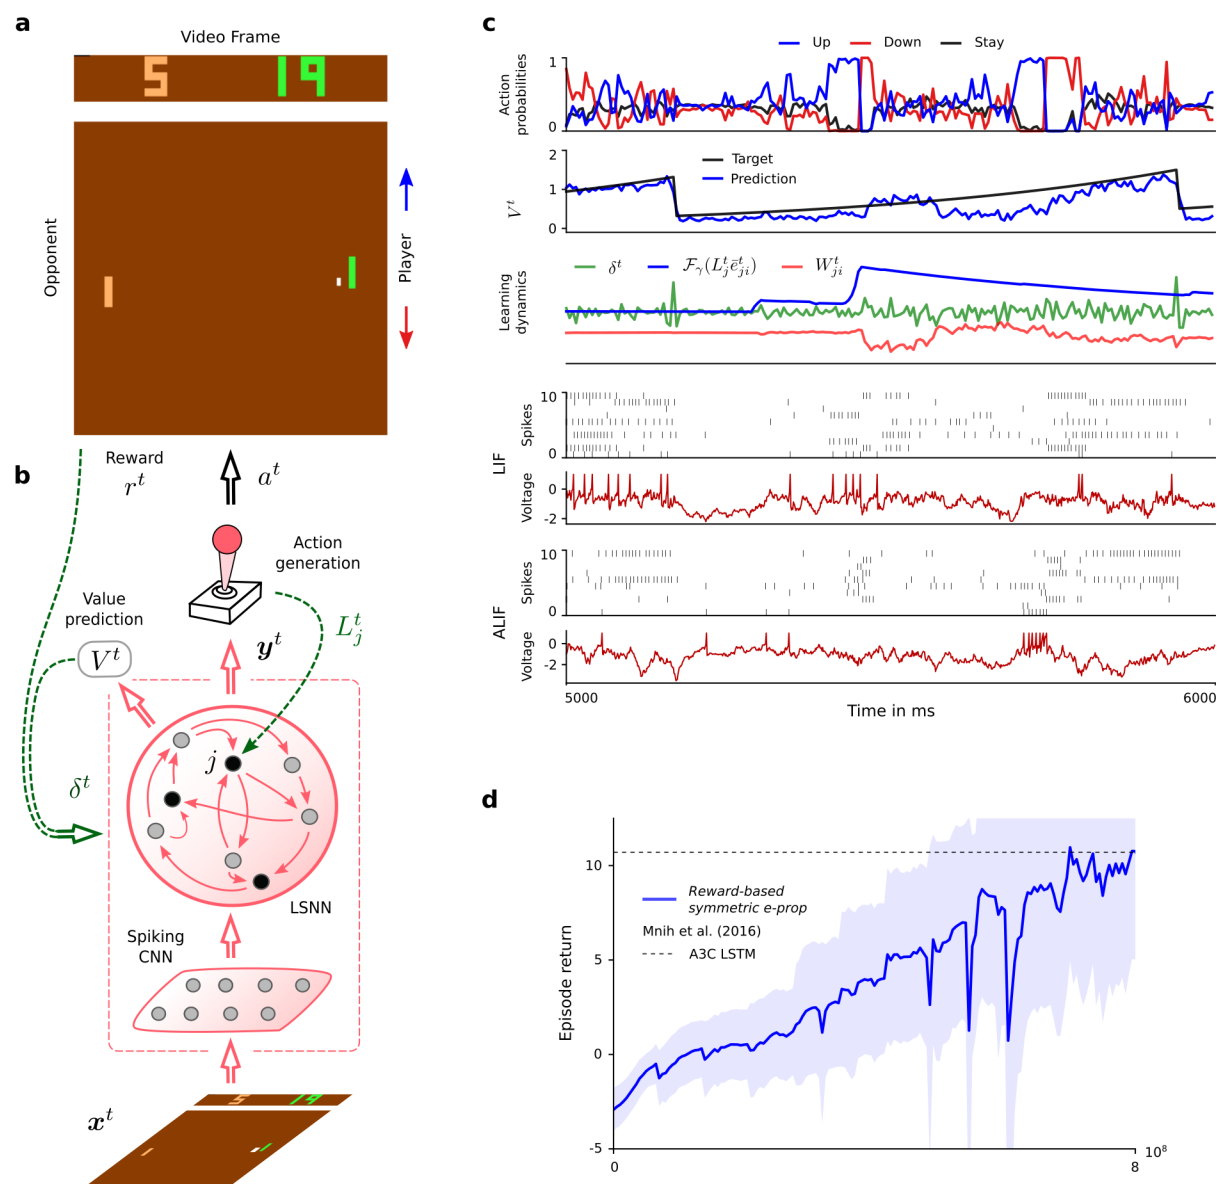 a
Video Frame
5 19
Opponent
Player
b
Reward
r^t
a^t
Action
generation
Value
prediction
V^t
y^t
L_j^t
δ^t
j
LSNN
Spiking
CNN
x^t
5 19
c
Up Down Stay
Action
probabilities
1
0
Target
Prediction
V^t
2
1
0
δ^t F_γ(L_j^t ē_ji^t) W_ji^t
Learning
dynamics
LIF
Spikes
10
0
Voltage
0
-2
ALIF
Spikes
10
0
Voltage
0
-2
5000 6000
Time in ms
d
Episode return
10
5
0
-5
Reward-based
symmetric e-prop
Mnih et al. (2016)
A3C LSTM
0 8
10⁸